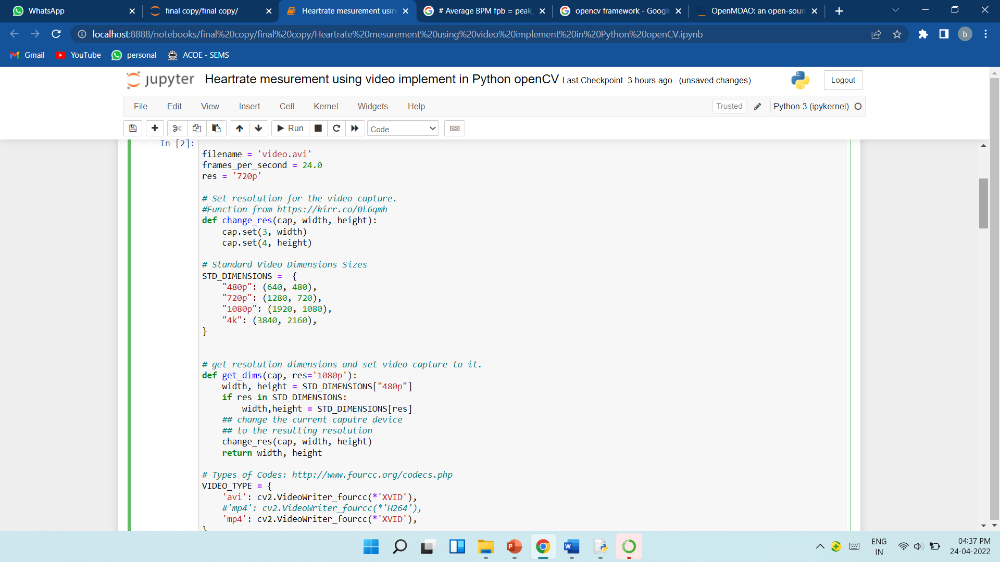 WhatsApp
final copy/final copy/
Heartrate mesurement usin
# Average BPM fpb = peak_
opencv framework - Google
OpenMDAO: an open-sour
localhost:8888/notebooks/final%20copy/final%20copy/Heartrate%20mesurement%20using%20video%20implement%20in%20Python%20openCV.ipynb
b
Gmail
YouTube
personal
ACOE - SEMS
jupyter
Heartrate mesurement using video implement in Python openCV Last Checkpoint: 3 hours ago (unsaved changes)
Logout
File Edit View Insert Cell Kernel Widgets Help
Trusted
Python 3 (ipykernel)
Run
Code
In [2]:
filename = 'video.avi'
frames_per_second = 24.0
res = '720p'
# Set resolution for the video capture.
#Function from https://kirr.co/0l6qmh
def change_res(cap, width, height):
    cap.set(3, width)
    cap.set(4, height)
# Standard Video Dimensions Sizes
STD_DIMENSIONS =  {
    "480p": (640, 480),
    "720p": (1280, 720),
    "1080p": (1920, 1080),
    "4k": (3840, 2160),
}
# get resolution dimensions and set video capture to it.
def get_dims(cap, res='1080p'):
    width, height = STD_DIMENSIONS["480p"]
    if res in STD_DIMENSIONS:
        width,height = STD_DIMENSIONS[res]
    ## change the current caputre device
    ## to the resulting resolution
    change_res(cap, width, height)
    return width, height
# Types of Codes: http://www.fourcc.org/codecs.php
VIDEO_TYPE = {
    'avi': cv2.VideoWriter_fourcc(*'XVID'),
    #'mp4': cv2.VideoWriter_fourcc(*'H264'),
    'mp4': cv2.VideoWriter_fourcc(*'XVID'),
}
ENG
IN
04:37 PM
24-04-2022